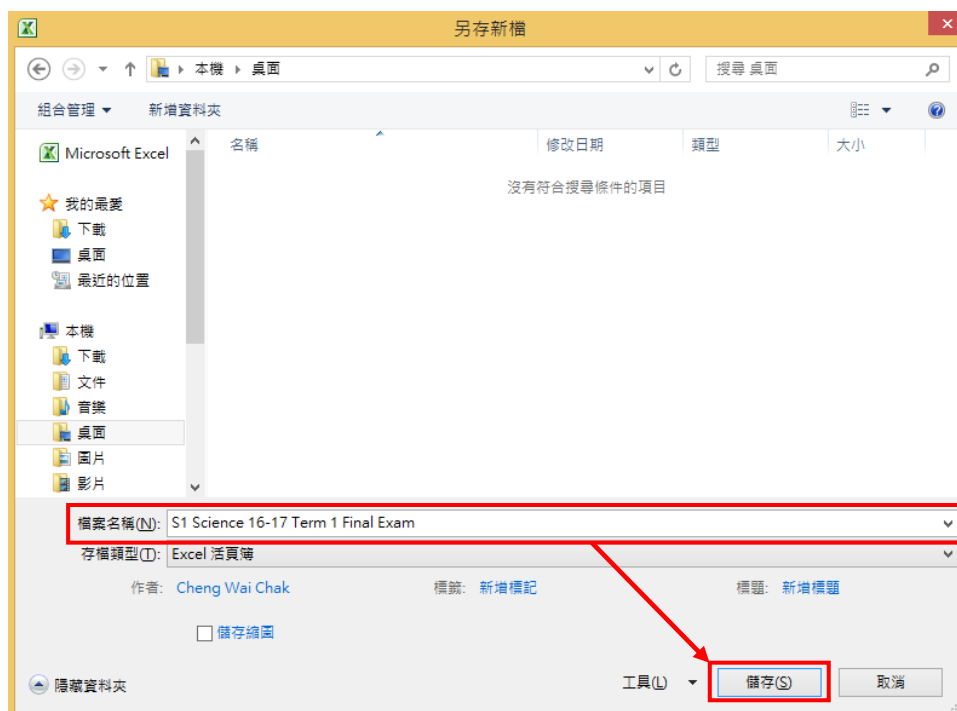 另存新檔
本機 桌面
搜尋 桌面
組合管理 新增資料夾
Microsoft Excel
名稱 修改日期 類型 大小
沒有符合搜尋條件的項目
我的最愛
下載
桌面
最近的位置
本機
下載
文件
音樂
桌面
圖片
影片
檔案名稱(N): S1 Science 16-17 Term 1 Final Exam
存檔類型(T): Excel 活頁簿
作者: Cheng Wai Chak 標籤: 新增標記 標題: 新增標題
儲存縮圖
隱藏資料夾 工具(L) 儲存(S) 取消